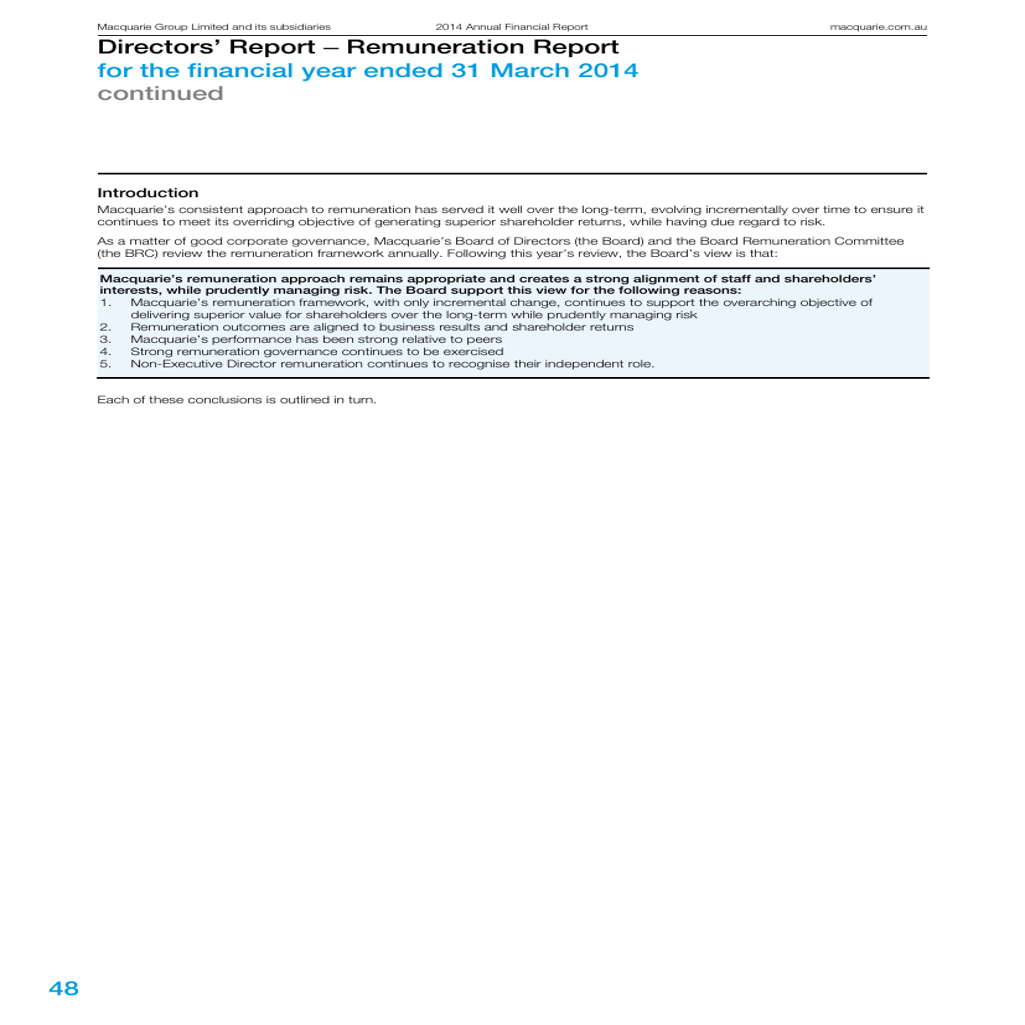 Macquarie Group Limited and its subsidiaries 2014 Annual Financial Report macquarie.com.au
Directors’ Report – Remuneration Report
for the financial year ended 31 March 2014
continued
Introduction
Macquarie’s consistent approach to remuneration has served it well over the long-term, evolving incrementally over time to ensure it
continues to meet its overriding objective of generating superior shareholder returns, while having due regard to risk.
As a matter of good corporate governance, Macquarie’s Board of Directors (the Board) and the Board Remuneration Committee
(the BRC) review the remuneration framework annually. Following this year’s review, the Board’s view is that:
Macquarie’s remuneration approach remains appropriate and creates a strong alignment of staff and shareholders’
interests, while prudently managing risk. The Board support this view for the following reasons:
1. Macquarie’s remuneration framework, with only incremental change, continues to support the overarching objective of
delivering superior value for shareholders over the long-term while prudently managing risk
2. Remuneration outcomes are aligned to business results and shareholder returns
3. Macquarie’s performance has been strong relative to peers
4. Strong remuneration governance continues to be exercised
5. Non-Executive Director remuneration continues to recognise their independent role.
Each of these conclusions is outlined in turn.
48